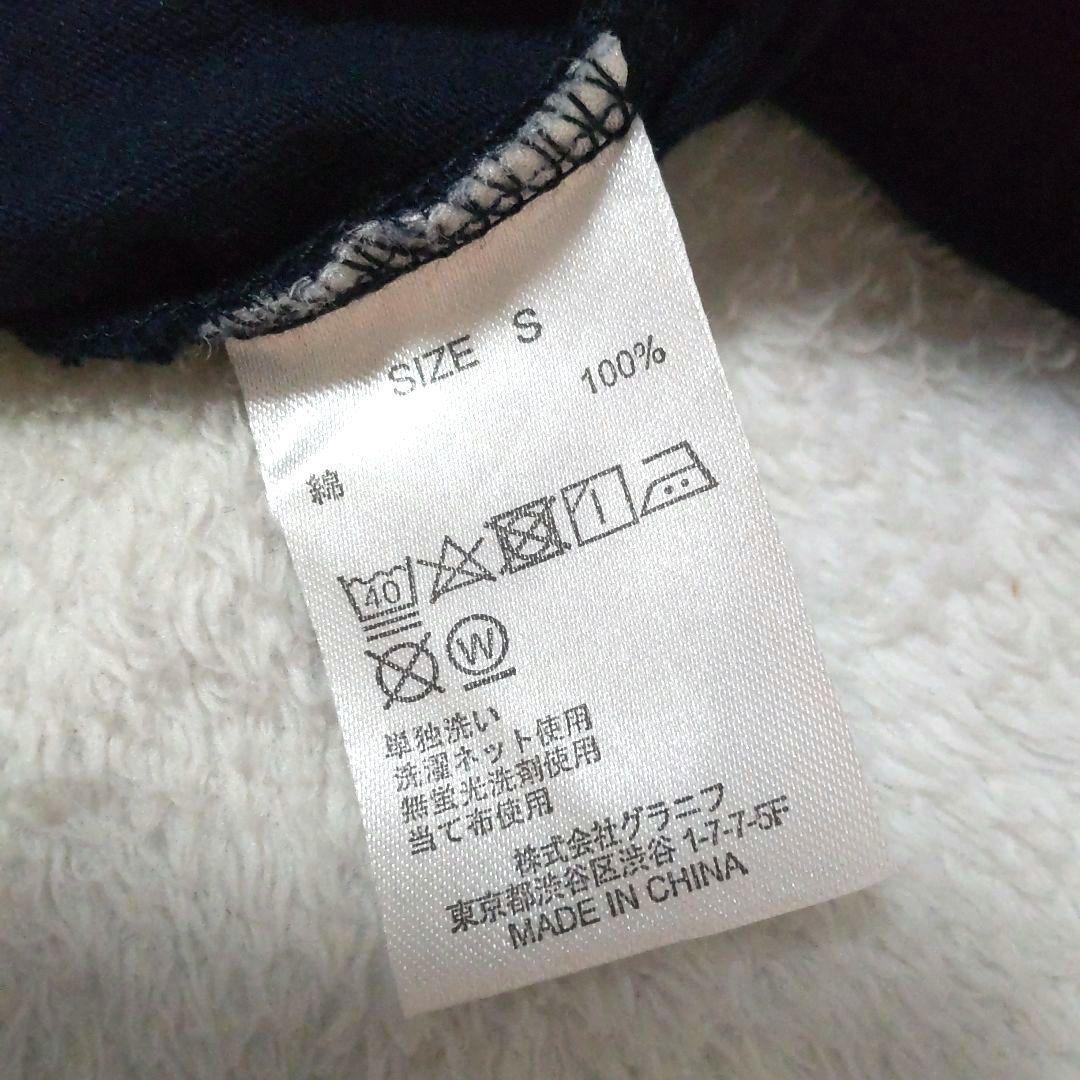 SIZE S
綿 100%
40
W
単独洗い
洗濯ネット使用
無蛍光洗剤使用
当て布使用
株式会社グラニフ
東京都渋谷区渋谷 1-7-7-5F
MADE IN CHINA